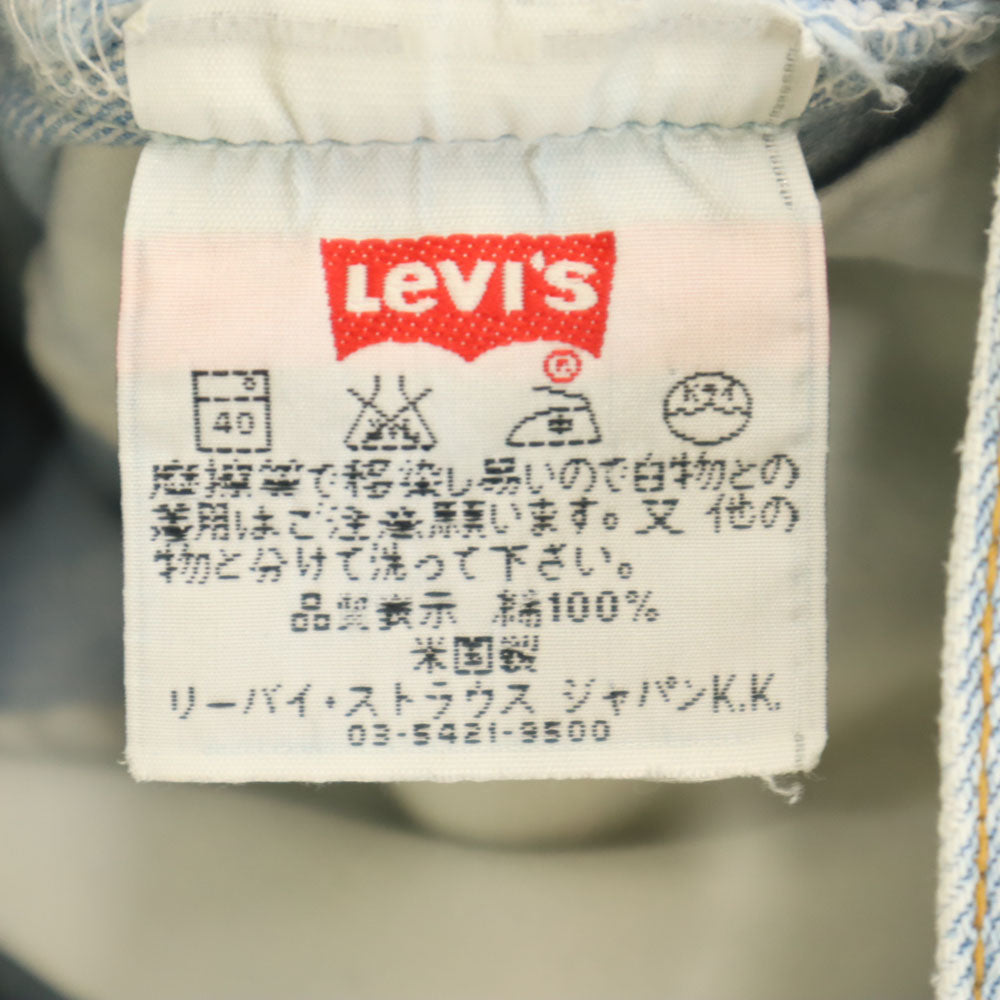 Levi's
®
40
中
ドライ
摩擦等で移染し易いので白物との
着用はご注意願います。又 他の
物と分けて洗って下さい。
品質表示 綿100%
米国製
リーバイ・ストラウス ジャパンK.K.
03-5421-9500